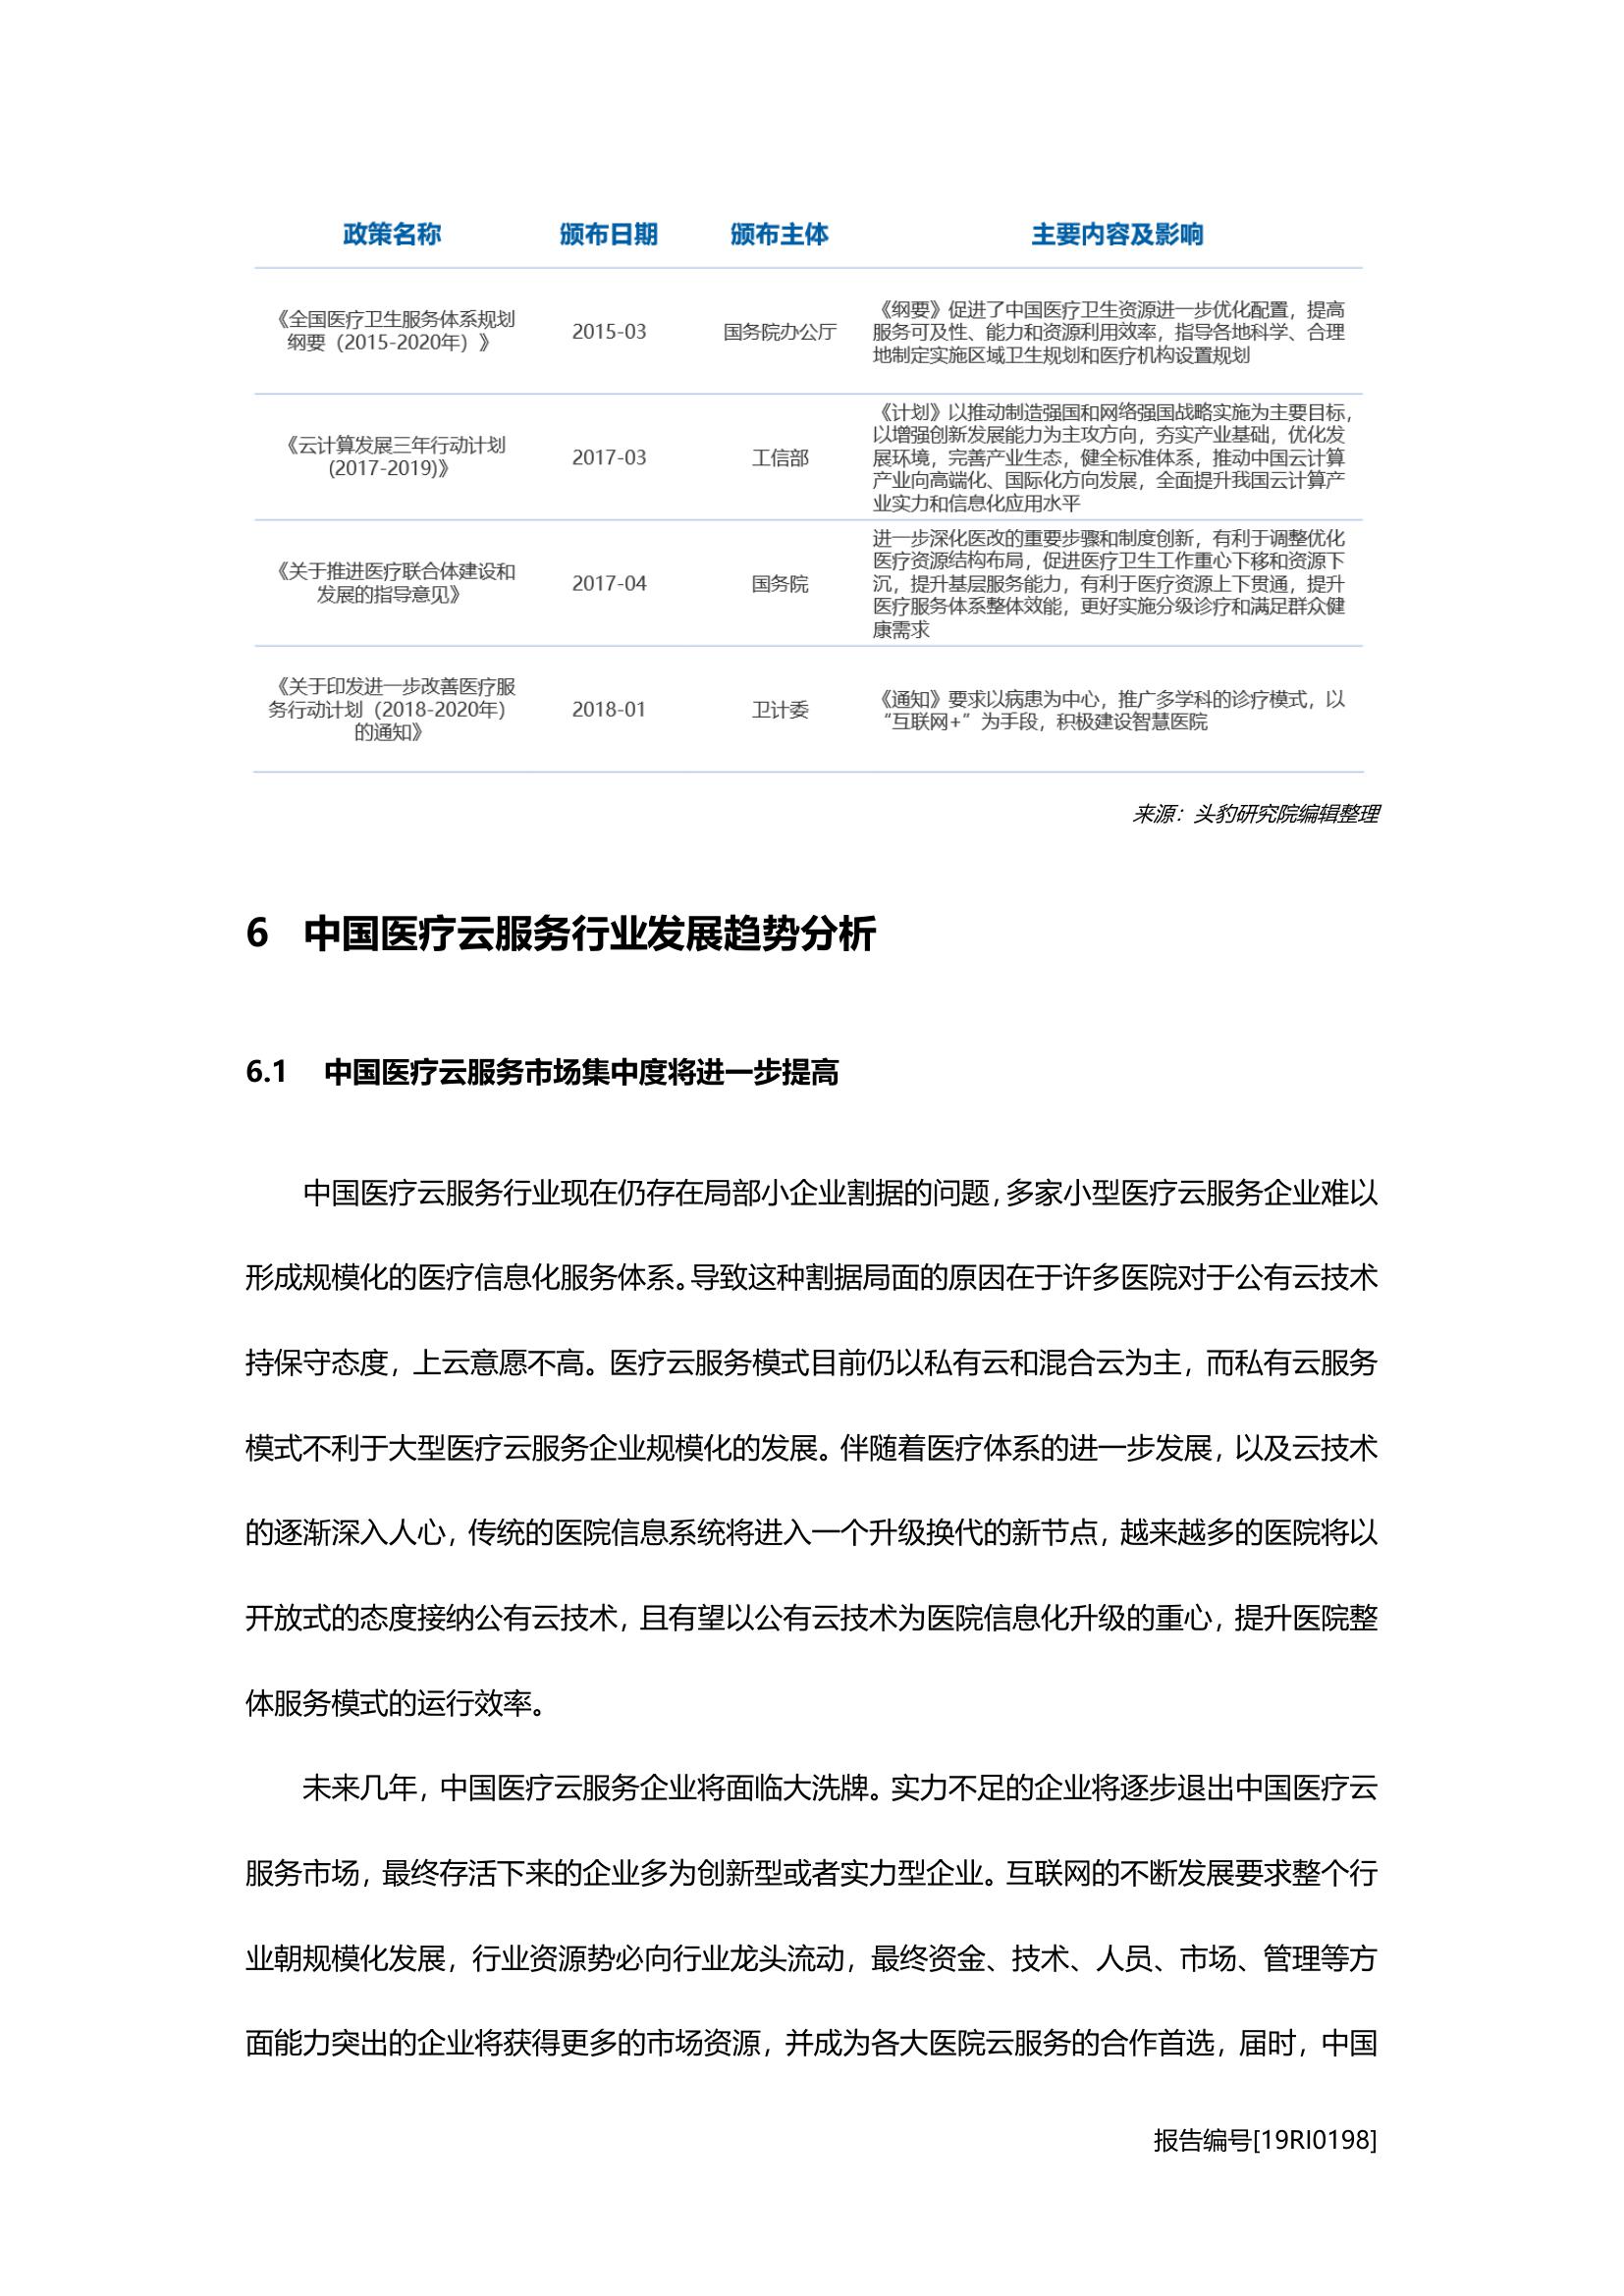 政策名称 颁布日期 颁布主体 主要内容及影响
《全国医疗卫生服务体系规划
纲要（2015-2020年）》
2015-03
国务院办公厅
《纲要》促进了中国医疗卫生资源进一步优化配置，提高
服务可及性、能力和资源利用效率，指导各地科学、合理
地制定实施区域卫生规划和医疗机构设置规划
《云计算发展三年行动计划
(2017-2019)》
2017-03
工信部
《计划》以推动制造强国和网络强国战略实施为主要目标，
以增强创新发展能力为主攻方向，夯实产业基础，优化发
展环境，完善产业生态，健全标准体系，推动中国云计算
产业向高端化、国际化方向发展，全面提升我国云计算产
业实力和信息化应用水平
《关于推进医疗联合体建设和
发展的指导意见》
2017-04
国务院
进一步深化医改的重要步骤和制度创新，有利于调整优化
医疗资源结构布局，促进医疗卫生工作重心下移和资源下
沉，提升基层服务能力，有利于医疗资源上下贯通，提升
医疗服务体系整体效能，更好实施分级诊疗和满足群众健
康需求
《关于印发进一步改善医疗服
务行动计划（2018-2020年）
的通知》
2018-01
卫计委
《通知》要求以病患为中心，推广多学科的诊疗模式，以
“互联网+”为手段，积极建设智慧医院
来源：头豹研究院编辑整理
6 中国医疗云服务行业发展趋势分析
6.1 中国医疗云服务市场集中度将进一步提高
中国医疗云服务行业现在仍存在局部小企业割据的问题，多家小型医疗云服务企业难以
形成规模化的医疗信息化服务体系。导致这种割据局面的原因在于许多医院对于公有云技术
持保守态度，上云意愿不高。医疗云服务模式目前仍以私有云和混合云为主，而私有云服务
模式不利于大型医疗云服务企业规模化的发展。伴随着医疗体系的进一步发展，以及云技术
的逐渐深入人心，传统的医院信息系统将进入一个升级换代的新节点，越来越多的医院将以
开放式的态度接纳公有云技术，且有望以公有云技术为医院信息化升级的重心，提升医院整
体服务模式的运行效率。
未来几年，中国医疗云服务企业将面临大洗牌。实力不足的企业将逐步退出中国医疗云
服务市场，最终存活下来的企业多为创新型或者实力型企业。互联网的不断发展要求整个行
业朝规模化发展，行业资源势必向行业龙头流动，最终资金、技术、人员、市场、管理等方
面能力突出的企业将获得更多的市场资源，并成为各大医院云服务的合作首选，届时，中国
报告编号[19RI0198]